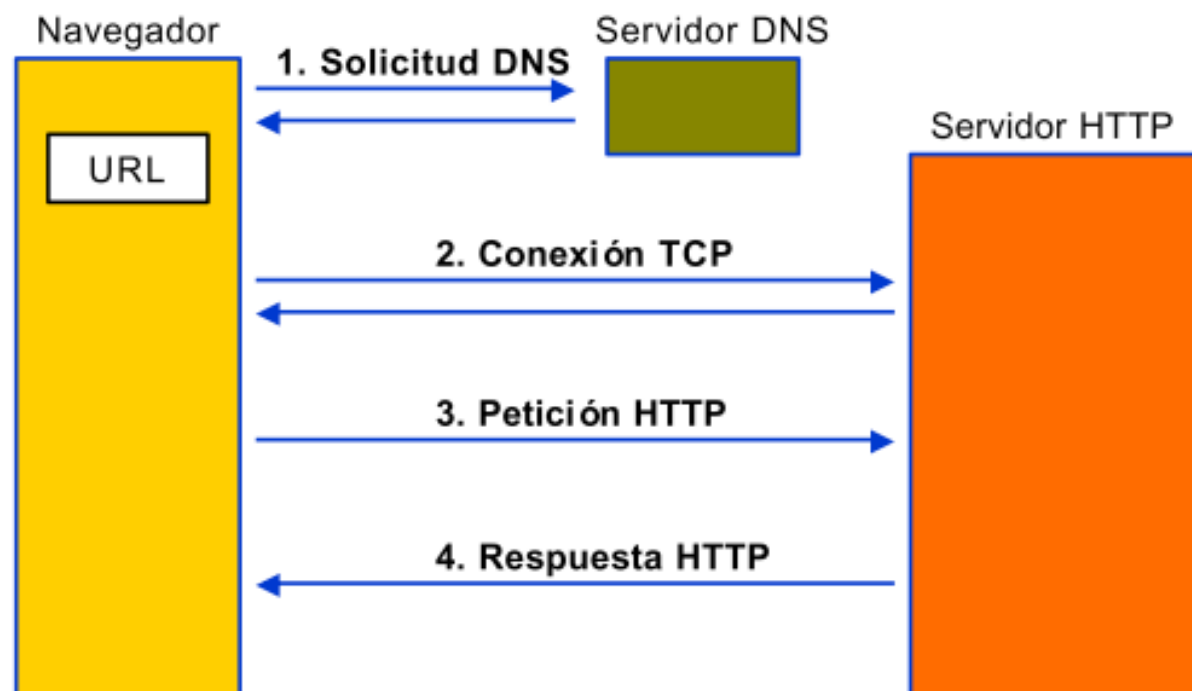 Navegador
Servidor DNS
1. Solicitud DNS
Servidor HTTP
URL
2. Conexión TCP
3. Petición HTTP
4. Respuesta HTTP